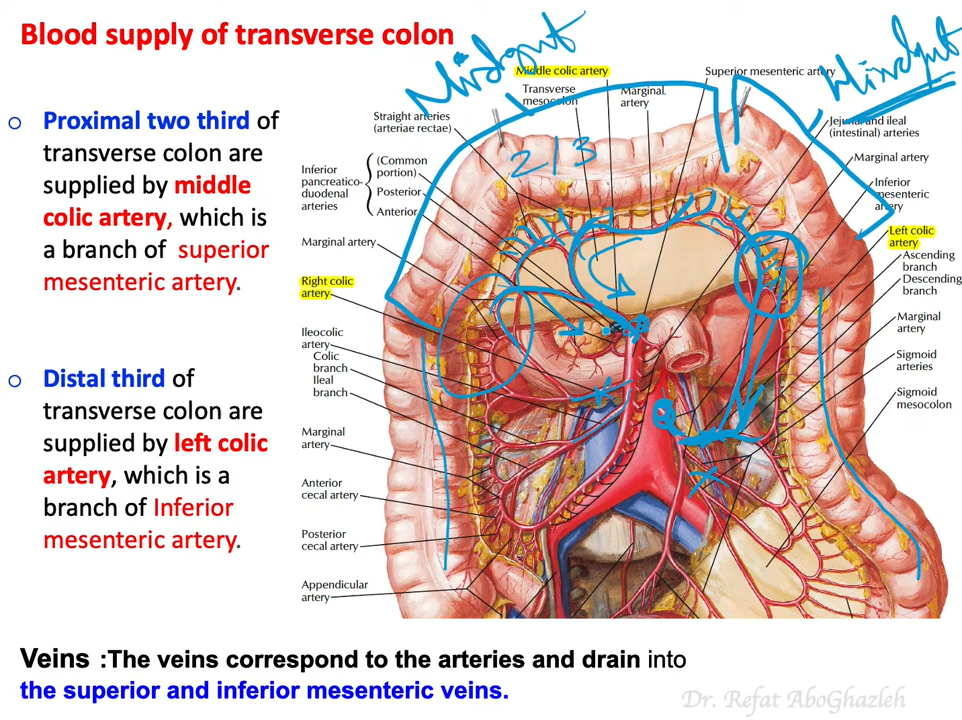 Blood supply of transverse colon
Midgut
Hindgut
2/3
○ Proximal two third of
transverse colon are
supplied by middle
colic artery, which is
a branch of superior
mesenteric artery.
○ Distal third of
transverse colon are
supplied by left colic
artery, which is a
branch of Inferior
mesenteric artery.
Middle colic artery
Transverse
mesocolon
Marginal
artery
Superior mesenteric artery
Straight arteries
(arteriae rectae)
Inferior
pancreatico-
duodenal
arteries
(Common
portion)
Posterior
Anterior
Marginal artery
Right colic
artery
Ileocolic
artery
Colic
branch
Ileal
branch
Marginal
artery
Anterior
cecal artery
Posterior
cecal artery
Appendicular
artery
Jejunal and ileal
(intestinal) arteries
Marginal artery
Inferior
mesenteric
artery
Left colic
artery
Ascending
branch
Descending
branch
Marginal
artery
Sigmoid
arteries
Sigmoid
mesocolon
Veins :The veins correspond to the arteries and drain into
the superior and inferior mesenteric veins.
Dr. Refat AboGhazleh